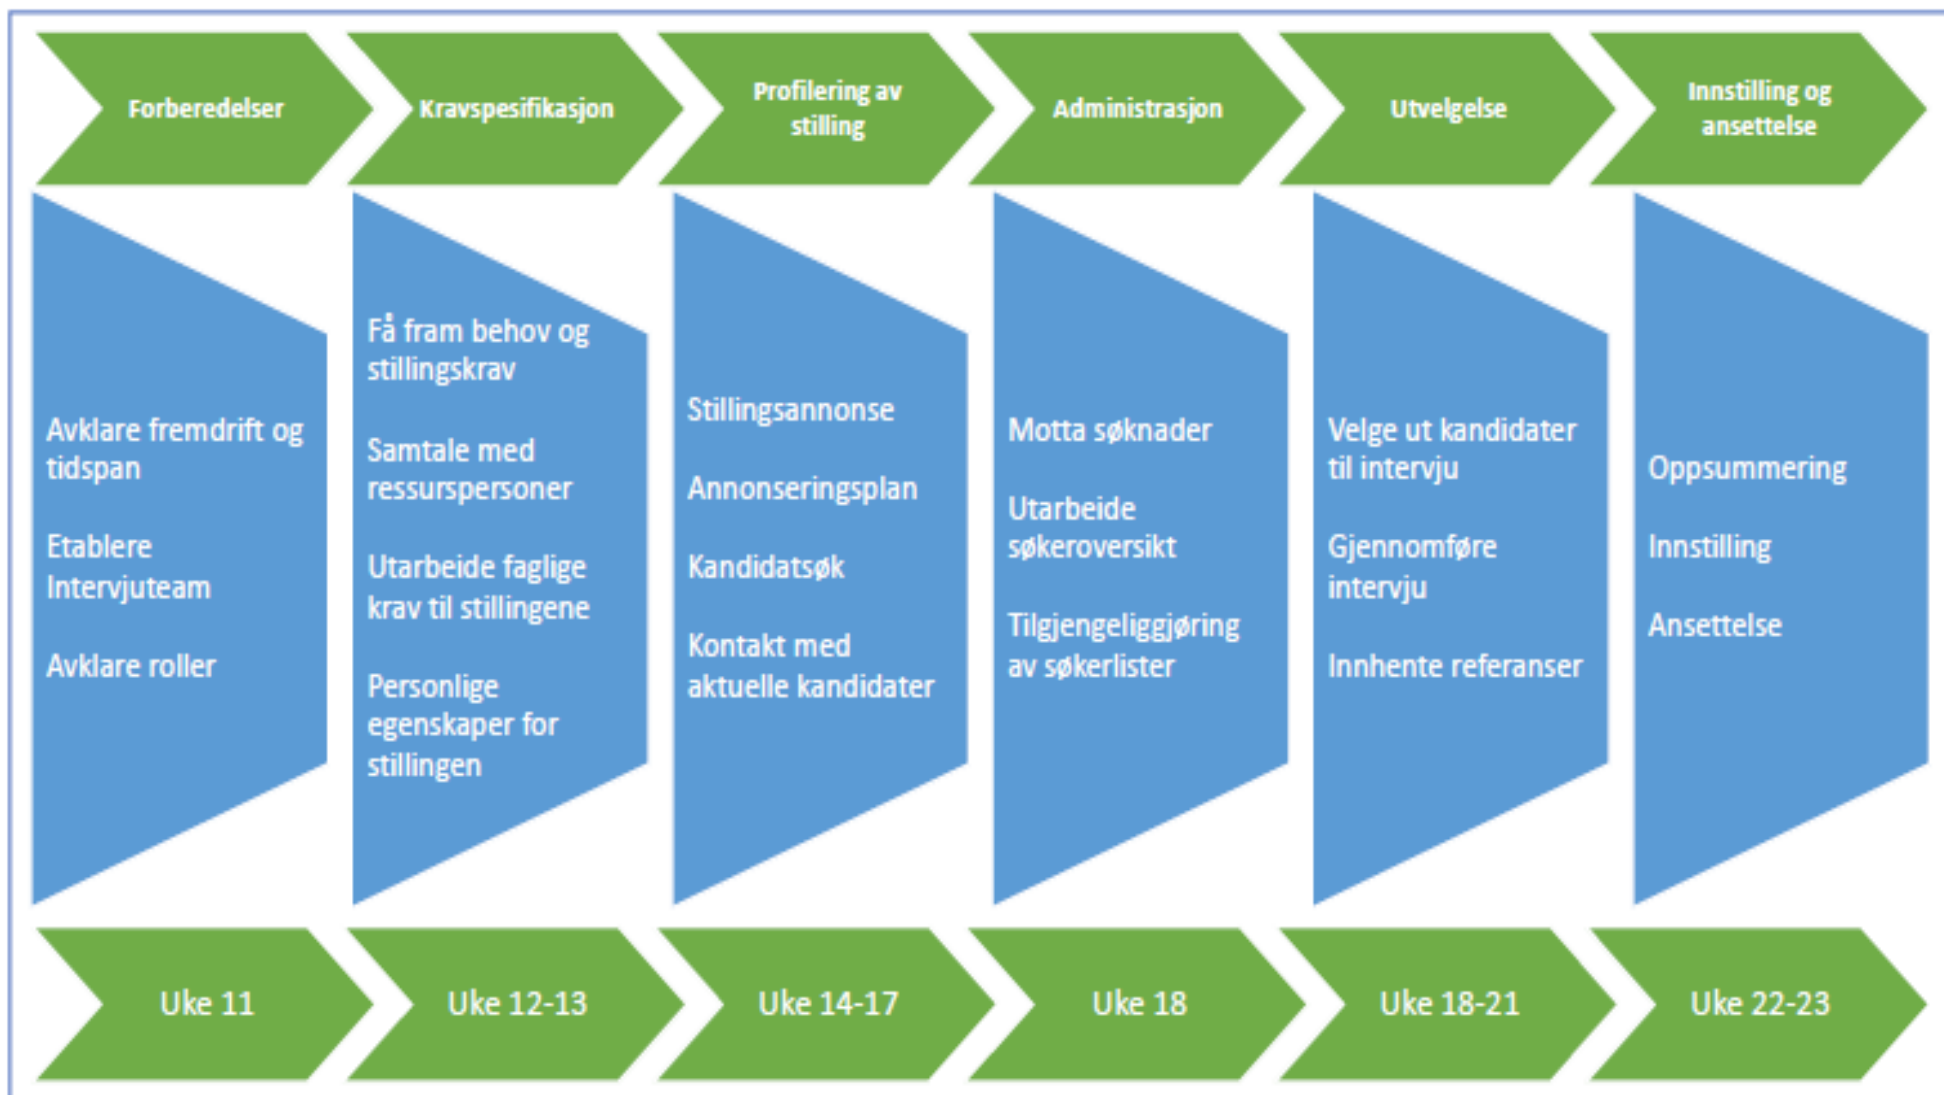 Forberedelser
Kravspesifikasjon
Profilering av
stilling
Administrasjon
Utvelgelse
Innstilling og
ansettelse
Avklare fremdrift og
tidspan
Etablere
Intervjuteam
Avklare roller
Få fram behov og
stillingskrav
Samtale med
ressurspersoner
Utarbeide faglige
krav til stillingene
Personlige
egenskaper for
stillingen
Stillingsannonse
Annonseringsplan
Kandidatsøk
Kontakt med
aktuelle kandidater
Motta søknader
Utarbeide
søkeroversikt
Tilgjengeliggjøring
av søkerlister
Velge ut kandidater
til intervju
Gjennomføre
intervju
Innhente referanser
Oppsummering
Innstilling
Ansettelse
Uke 11
Uke 12-13
Uke 14-17
Uke 18
Uke 18-21
Uke 22-23